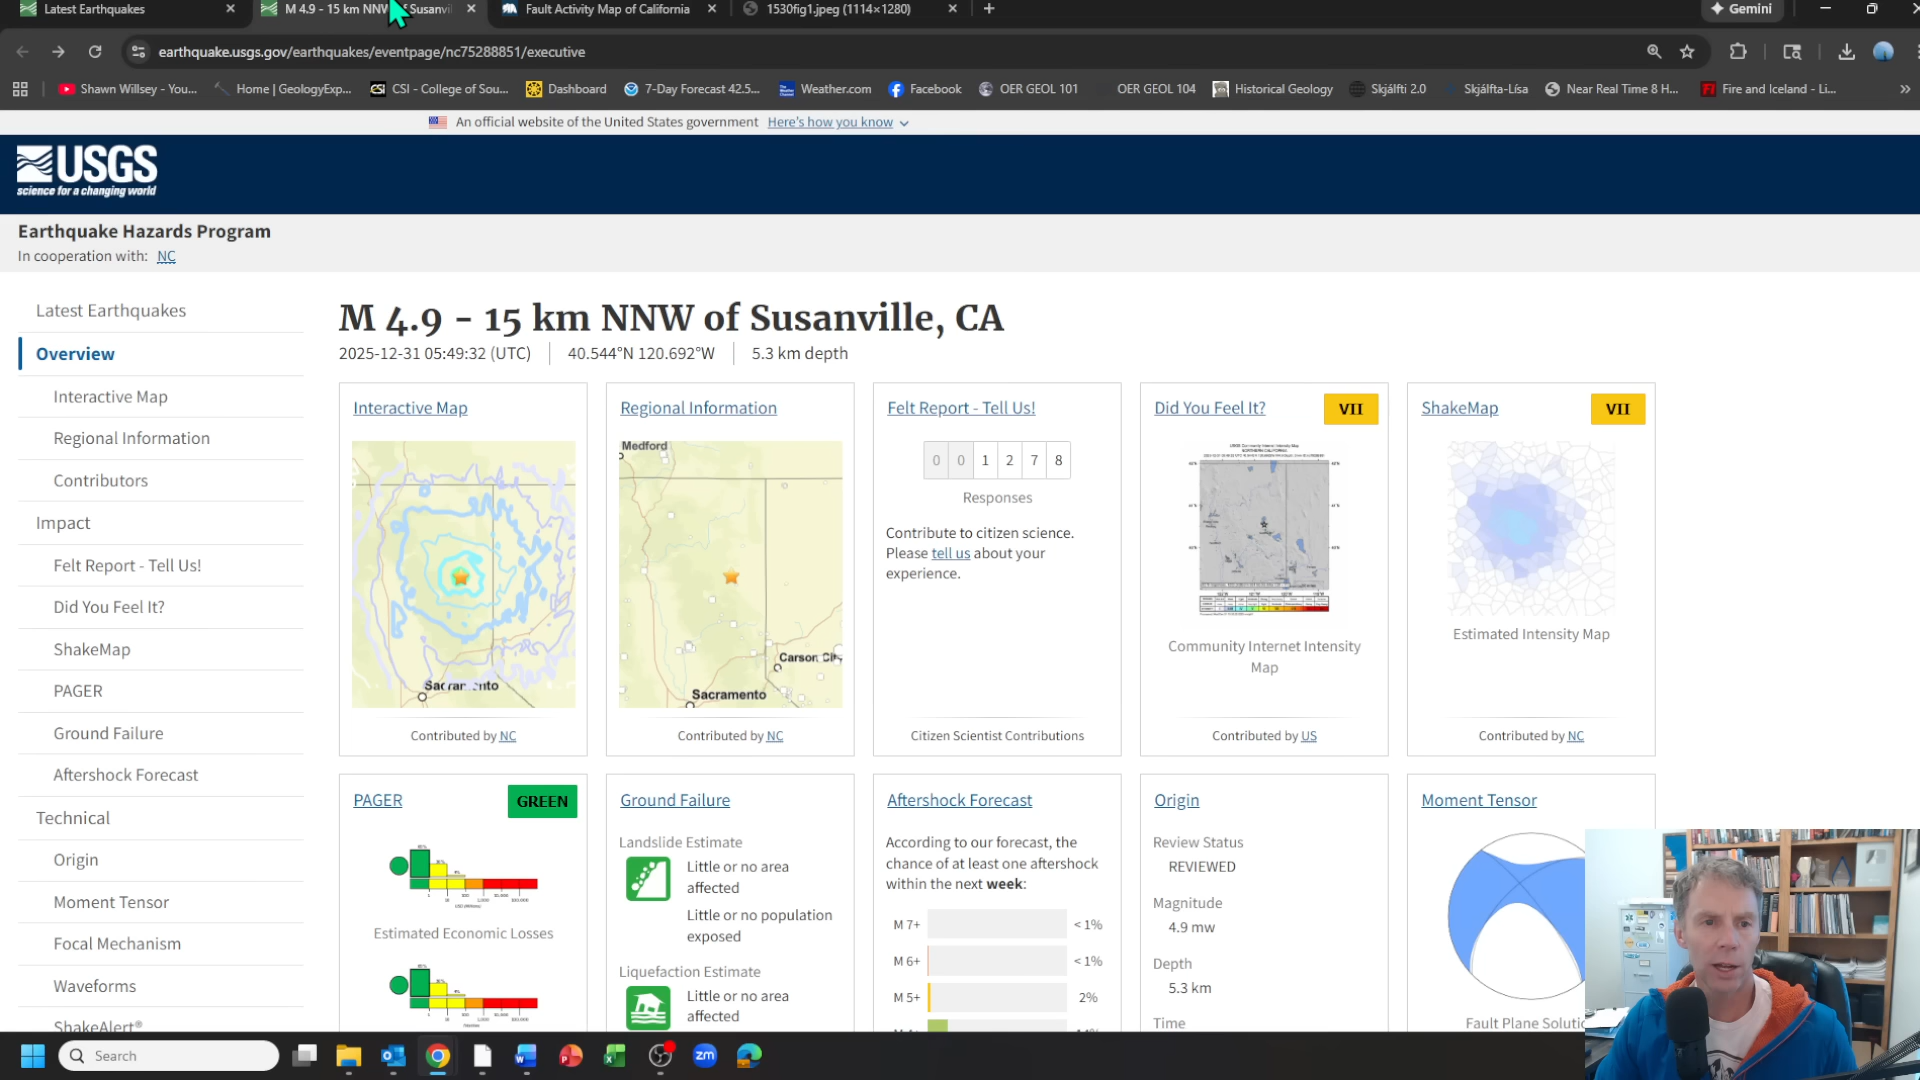 Latest Earthquakes
M 4.9 - 15 km NNW of Susanvil
Fault Activity Map of California
1530fig1.jpeg (1114×1280)
Gemini
earthquake.usgs.gov/earthquakes/eventpage/nc75288851/executive
Shawn Willsey - You...
Home | GeologyExp...
CSI - College of Sou...
Dashboard
7-Day Forecast 42.5...
Weather.com
Facebook
OER GEOL 101
OER GEOL 104
Historical Geology
Skjálfti 2.0
Skjálfta-Lísa
Near Real Time 8 H...
Fire and Iceland - Li...
An official website of the United States government Here's how you know
USGS
science for a changing world
Earthquake Hazards Program
In cooperation with: NC
Latest Earthquakes
Overview
Interactive Map
Regional Information
Contributors
Impact
Felt Report - Tell Us!
Did You Feel It?
ShakeMap
PAGER
Ground Failure
Aftershock Forecast
Technical
Origin
Moment Tensor
Focal Mechanism
Waveforms
ShakeAlert®
M 4.9 - 15 km NNW of Susanville, CA
2025-12-31 05:49:32 (UTC)
40.544°N 120.692°W
5.3 km depth
Interactive Map
Sacramento
Contributed by NC
Regional Information
Medford
Carson City
Sacramento
Contributed by NC
Felt Report - Tell Us!
0 0 1 2 7 8
Responses
Contribute to citizen science.
Please tell us about your
experience.
Citizen Scientist Contributions
Did You Feel It?
VII
Community Internet Intensity
Map
Contributed by US
ShakeMap
VII
Estimated Intensity Map
Contributed by NC
PAGER
GREEN
Estimated Economic Losses
Ground Failure
Landslide Estimate
Little or no area
affected
Little or no population
exposed
Liquefaction Estimate
Little or no area
affected
Aftershock Forecast
According to our forecast, the
chance of at least one aftershock
within the next week:
M 7+ < 1%
M 6+ < 1%
M 5+ 2%
Origin
Review Status
REVIEWED
Magnitude
4.9 mw
Depth
5.3 km
Time
Moment Tensor
Fault Plane Soluti
Search
zm